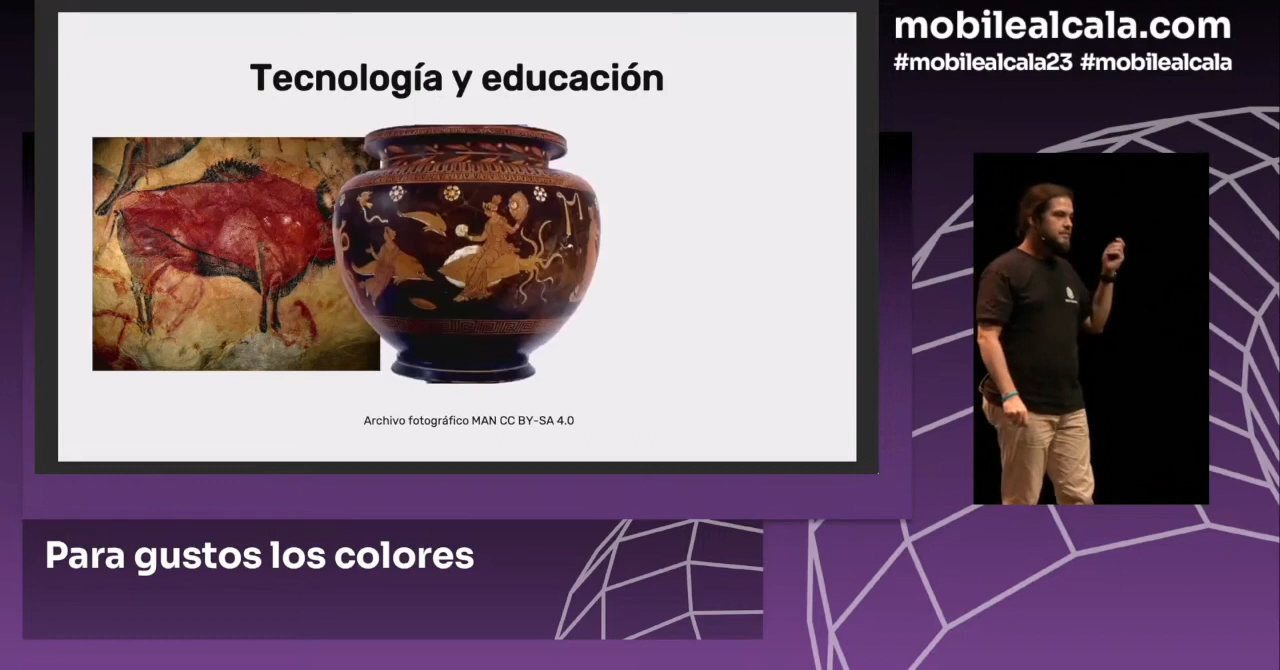 Tecnología y educación
Archivo fotográfico MAN CC BY-SA 4.0
mobilealcala.com
#mobilealcala23 #mobilealcala
Para gustos los colores